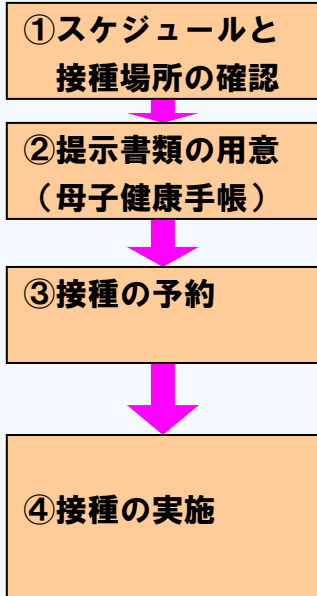 ①スケジュールと
接種場所の確認
②提示書類の用意
（母子健康手帳）
③接種の予約
④接種の実施